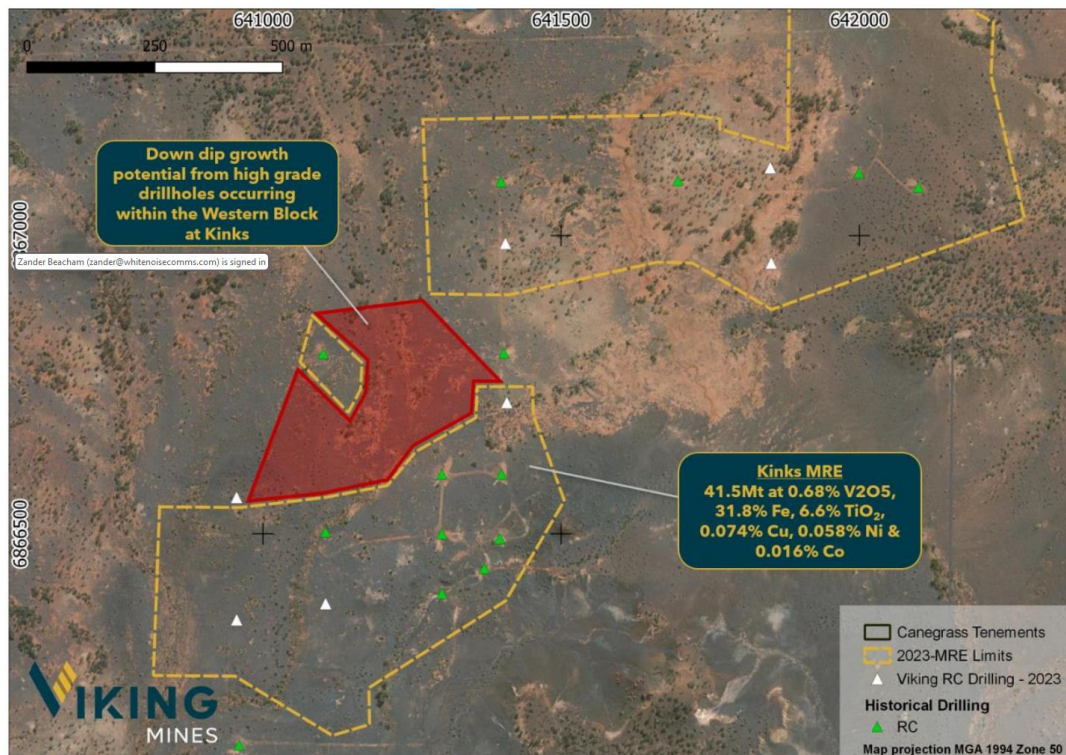 641000
641500
642000
0
250
500 m
Down dip growth
potential from high grade
drillholes occurring
within the Western Block
at Kinks
Zander Beacham (zander@whitenoisecomms.com) is signed in
67000
6866500
Kinks MRE
41.5Mt at 0.68% V2O5,
31.8% Fe, 6.6% TiO₂,
0.074% Cu, 0.058% Ni &
0.016% Co
Canegrass Tenements
2023-MRE Limits
Viking RC Drilling - 2023
Historical Drilling
RC
Map projection MGA 1994 Zone 50
VIKING
MINES